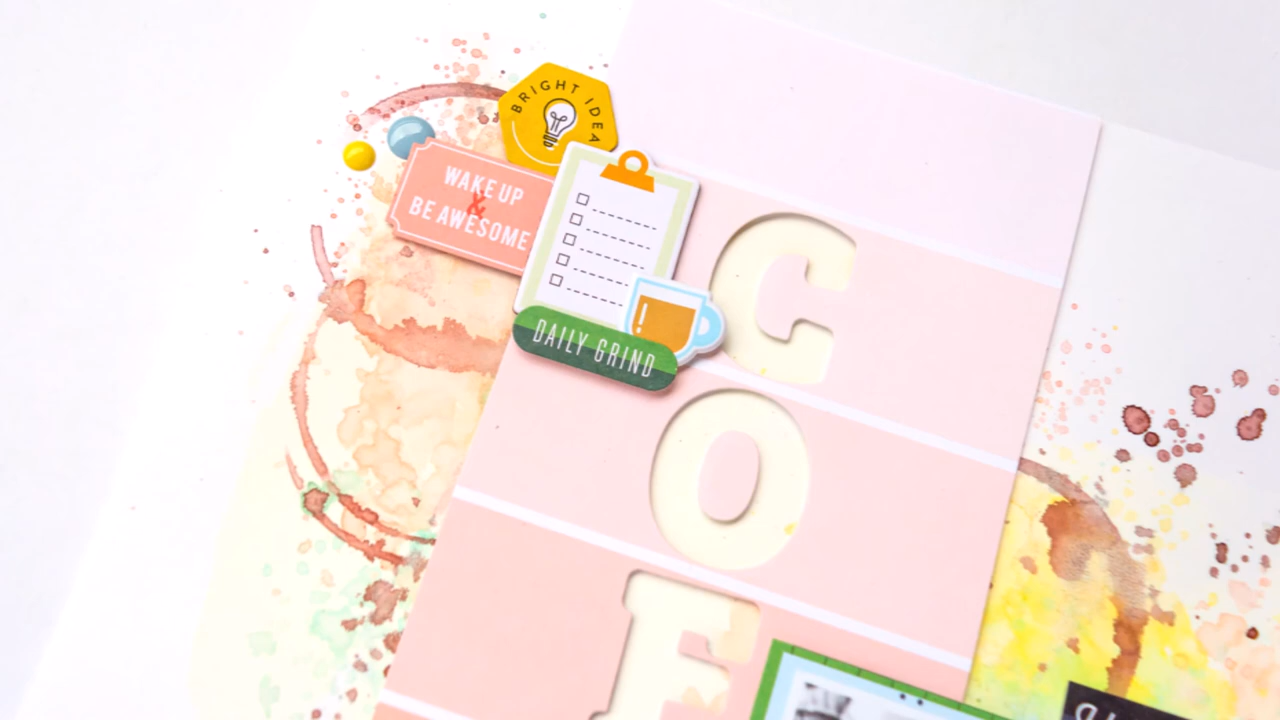 BRIGHT IDEA
WAKE UP
&
BE AWESOME
DAILY GRIND
C
O
F